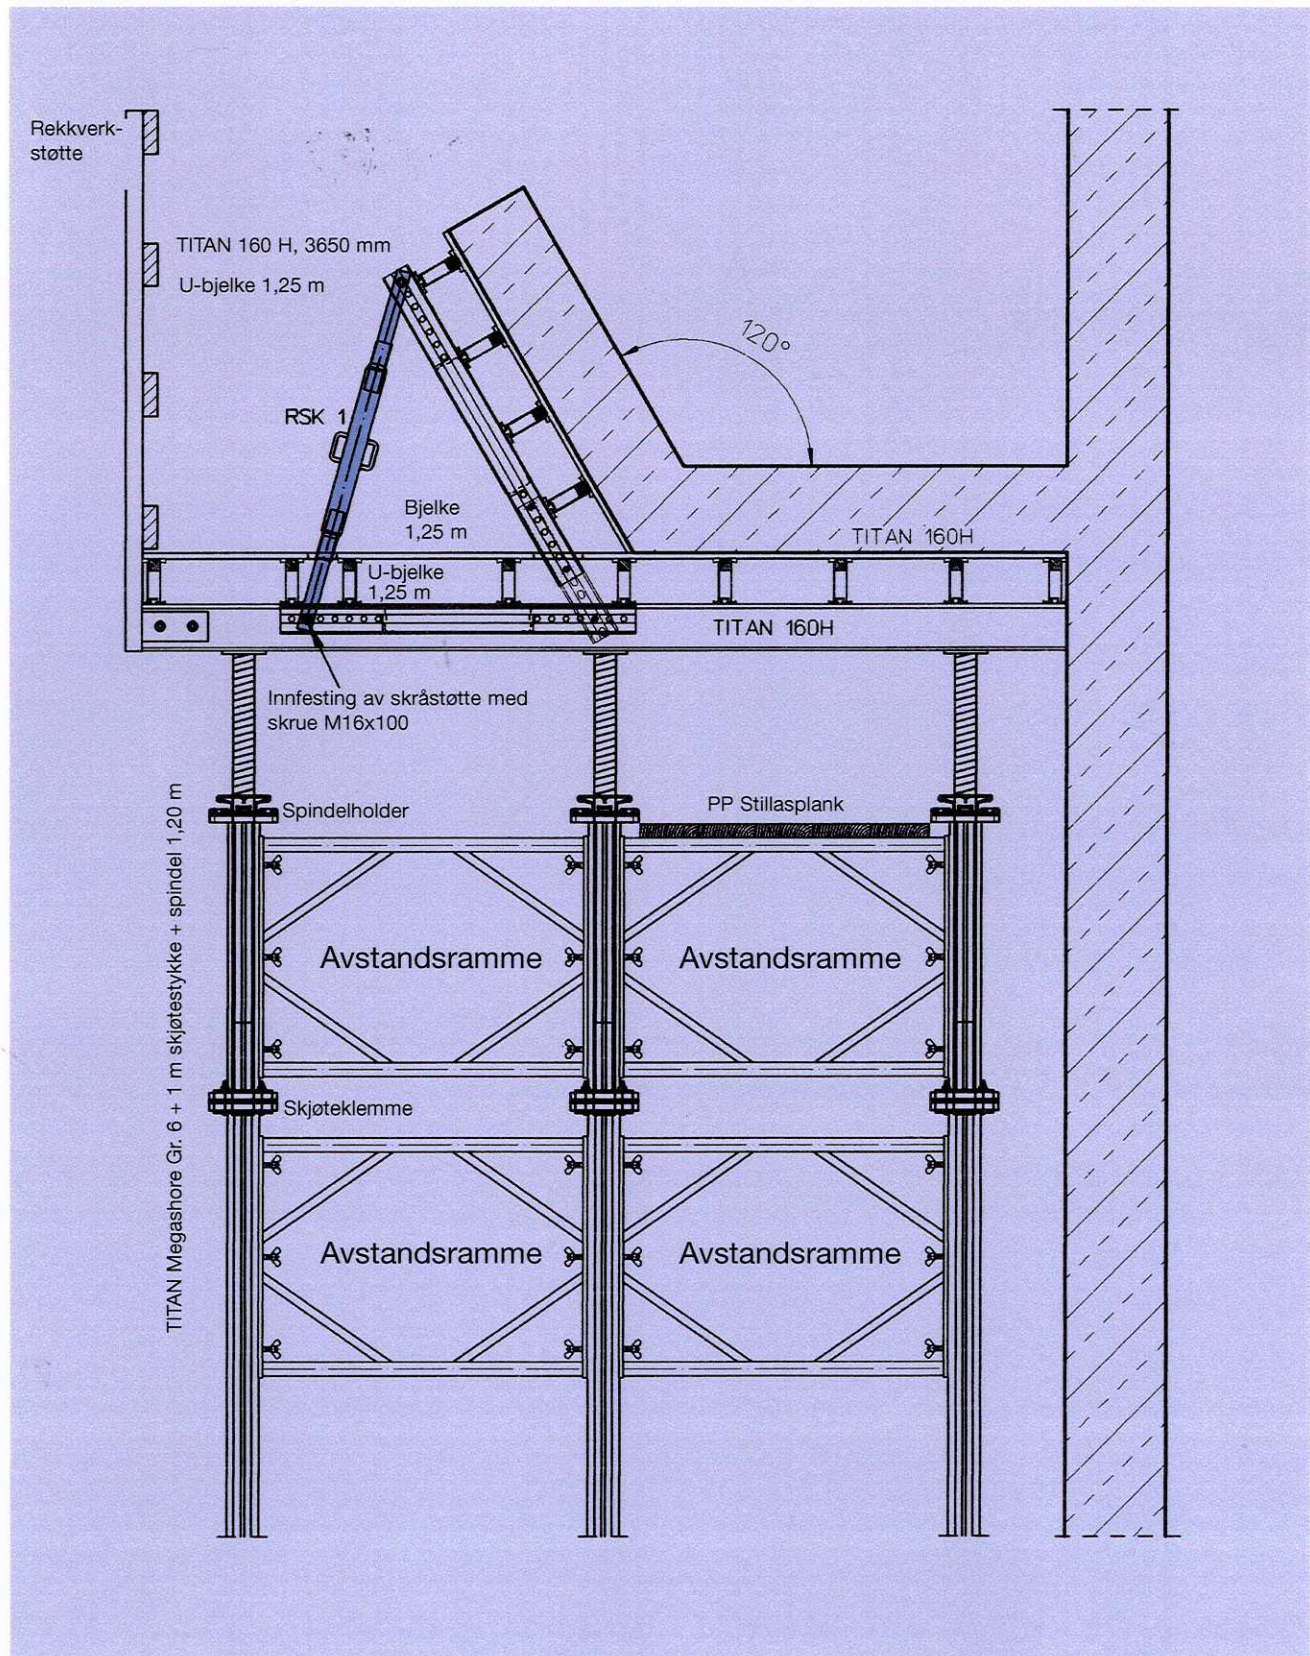 Rekkverk-
støtte
TITAN 160 H, 3650 mm
U-bjelke 1,25 m
120°
RSK 1
Bjelke
1,25 m
TITAN 160H
U-bjelke
1,25 m
TITAN 160H
Innfesting av skråstøtte med
skrue M16x100
Spindelholder
PP Stillasplank
TITAN Megashore Gr. 6 + 1 m skjøtestykke + spindel 1,20 m
Avstandsramme
Avstandsramme
Skjøteklemme
Avstandsramme
Avstandsramme